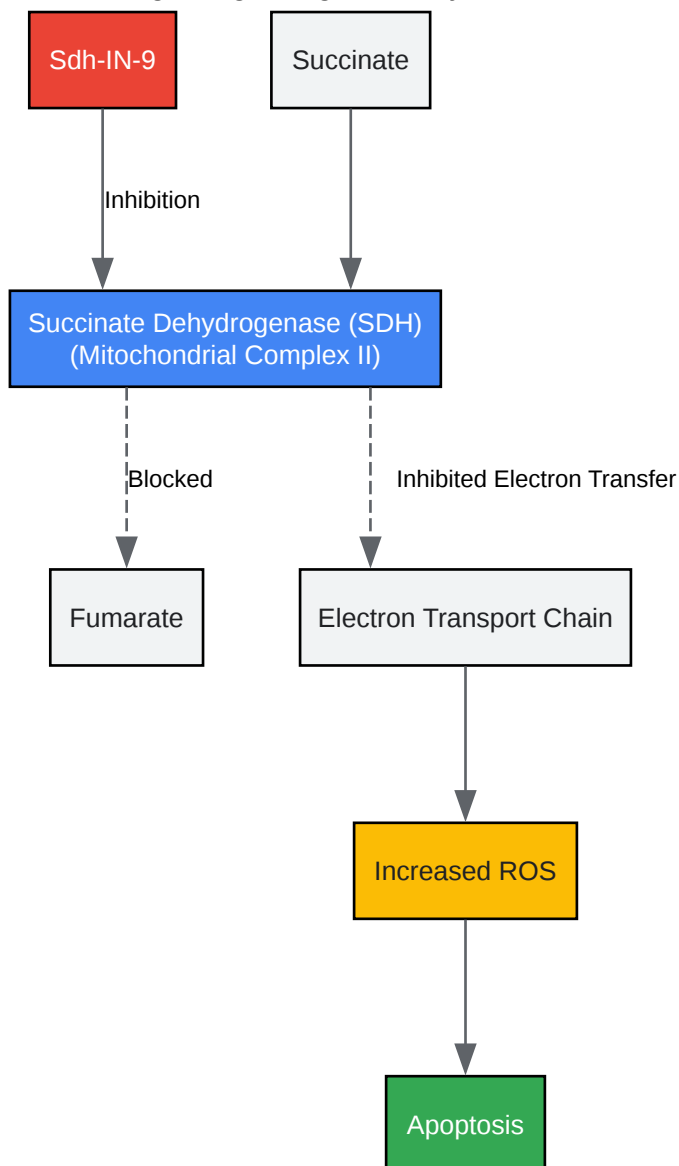 Sdh-IN-9
Succinate
Inhibition
Succinate Dehydrogenase (SDH)
(Mitochondrial Complex II)
Blocked
Inhibited Electron Transfer
Fumarate
Electron Transport Chain
Increased ROS
Apoptosis